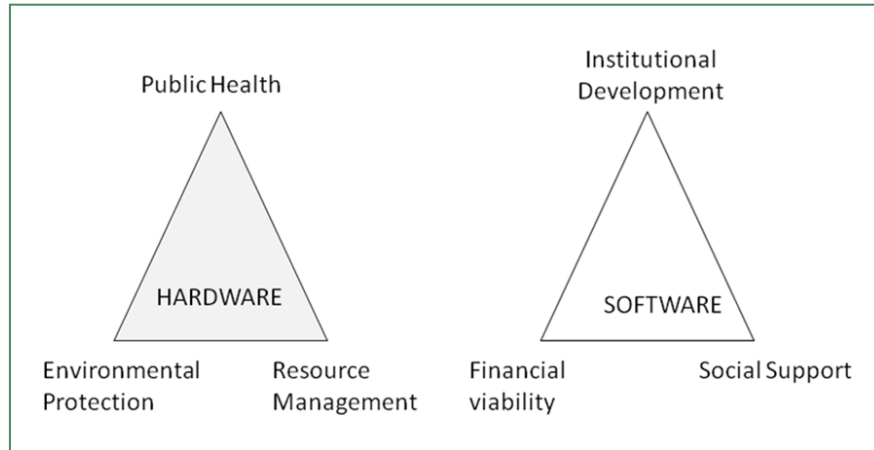 Public Health
HARDWARE
Environmental
Protection
Resource
Management
Institutional
Development
SOFTWARE
Financial
viability
Social Support